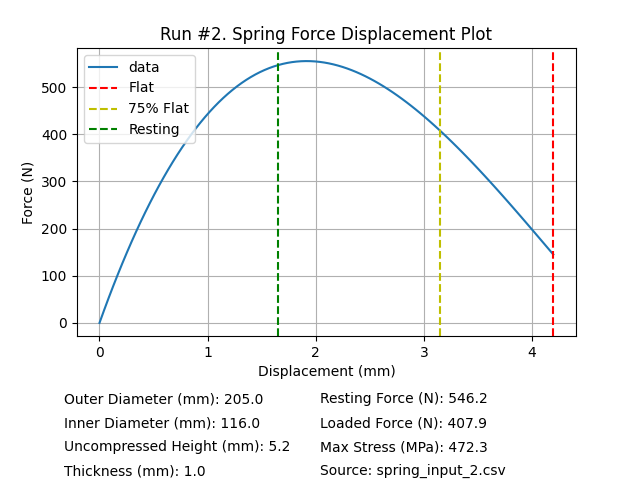 Run #2. Spring Force Displacement Plot
data
Flat
75% Flat
Resting
Force (N)
500
400
300
200
100
0
0 1 2 3 4
Displacement (mm)
Outer Diameter (mm): 205.0
Inner Diameter (mm): 116.0
Uncompressed Height (mm): 5.2
Thickness (mm): 1.0
Resting Force (N): 546.2
Loaded Force (N): 407.9
Max Stress (MPa): 472.3
Source: spring_input_2.csv